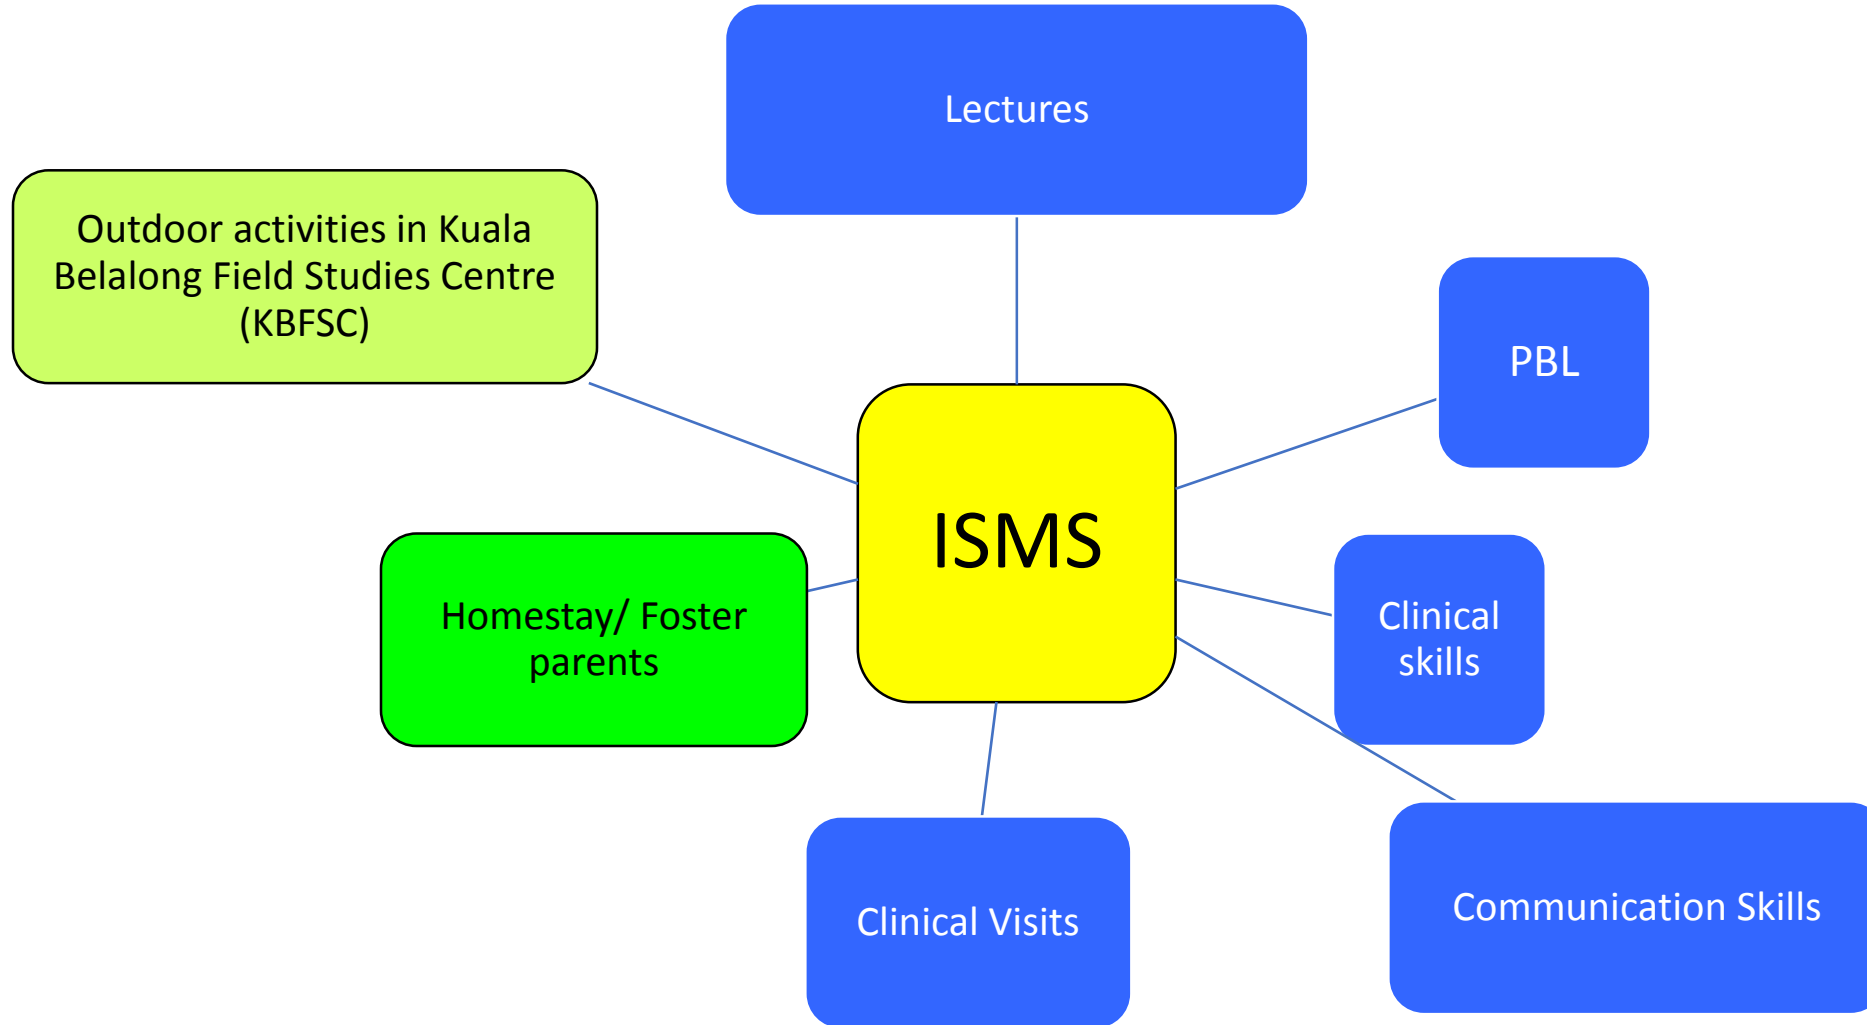 Lectures
Outdoor activities in Kuala
Belalong Field Studies Centre
(KBFSC)
PBL
ISMS
Homestay/ Foster
parents
Clinical
skills
Clinical Visits
Communication Skills